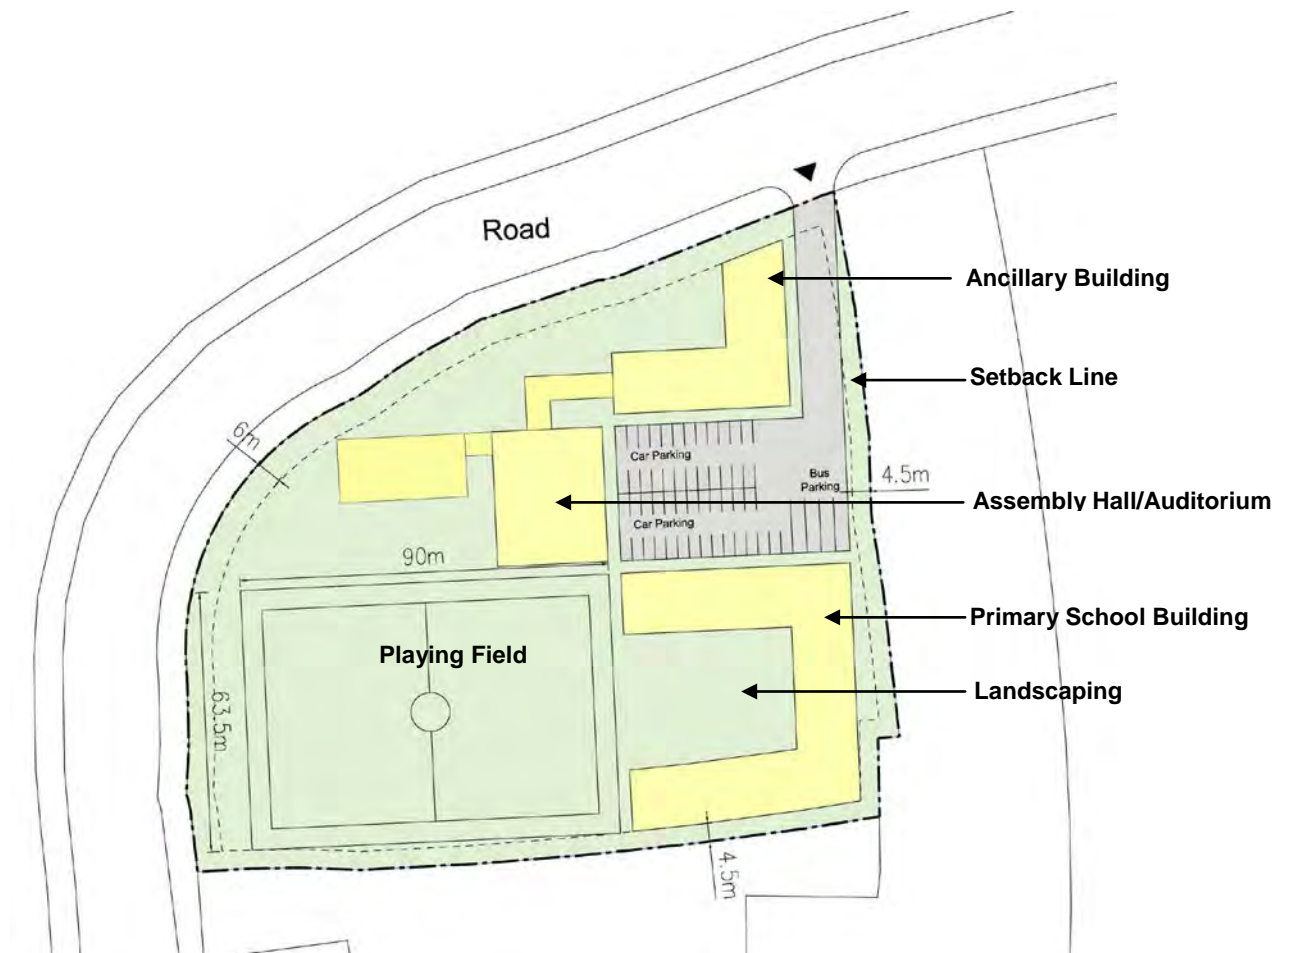 Road
Ancillary Building
Setback Line
6m
Car Parking
Bus
Parking
4.5m
Assembly Hall/Auditorium
Car Parking
90m
Primary School Building
Playing Field
Landscaping
63.5m
4.5m